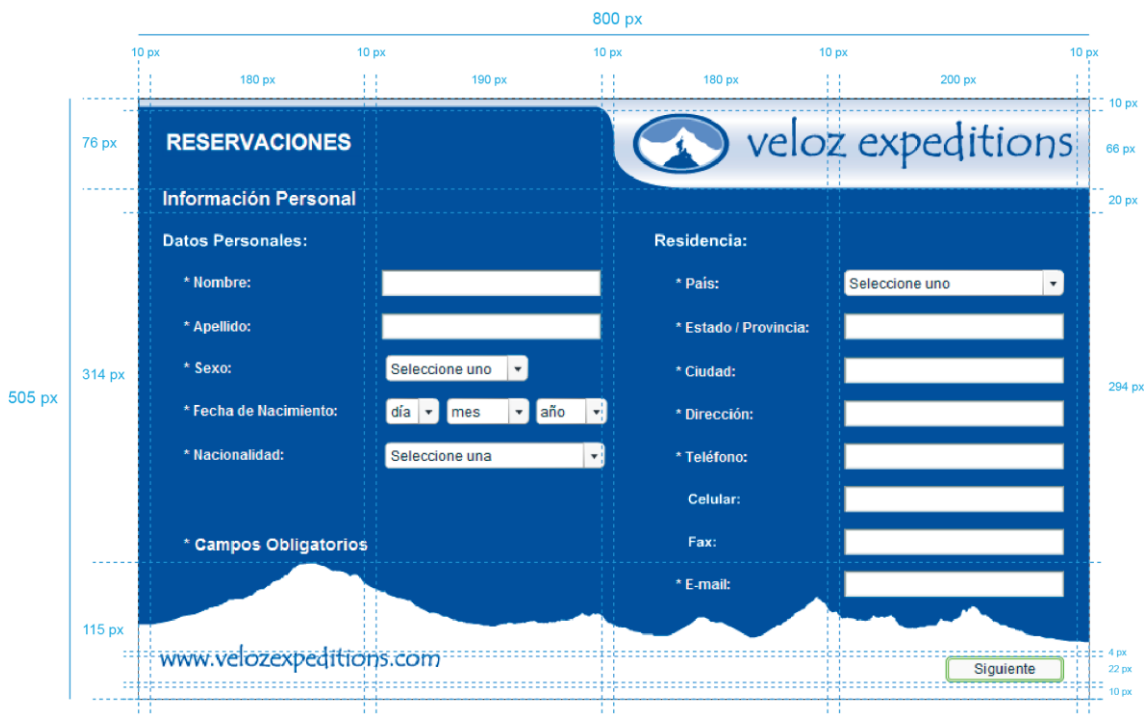 800 px
10 px 10 px 10 px 10 px 10 px
180 px 190 px 180 px 200 px
10 px
76 px
RESERVACIONES
veloz expeditions
66 px
Información Personal
20 px
Datos Personales:
Residencia:
* Nombre:
* País: Seleccione uno
* Apellido:
* Estado / Provincia:
* Sexo: Seleccione uno
* Ciudad:
314 px
294 px
505 px
* Fecha de Nacimiento: día mes año
* Dirección:
* Nacionalidad: Seleccione una
* Teléfono:
Celular:
* Campos Obligatorios
Fax:
* E-mail:
115 px
www.velozexpeditions.com
4 px
Siguiente
22 px
10 px